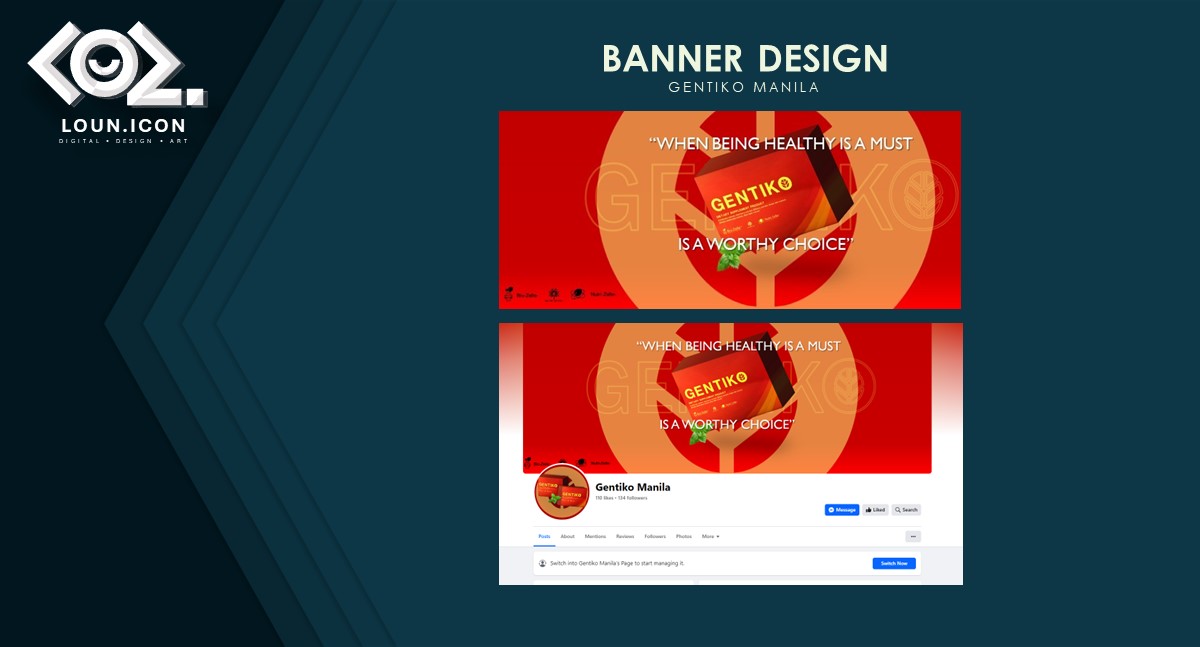 LOUN.ICON
DIGITAL • DESIGN • ART
BANNER DESIGN
GENTIKO MANILA
“WHEN BEING HEALTHY IS A MUST
GENTIKO
IS A WORTHY CHOICE”
“WHEN BEING HEALTHY IS A MUST
GENTIKO
IS A WORTHY CHOICE”
Gentiko Manila
110 likes • 134 followers
Message
Liked
Search
Posts About Mentions Reviews Followers Photos More
Switch into Gentiko Manila's Page to start managing it.
Switch Now